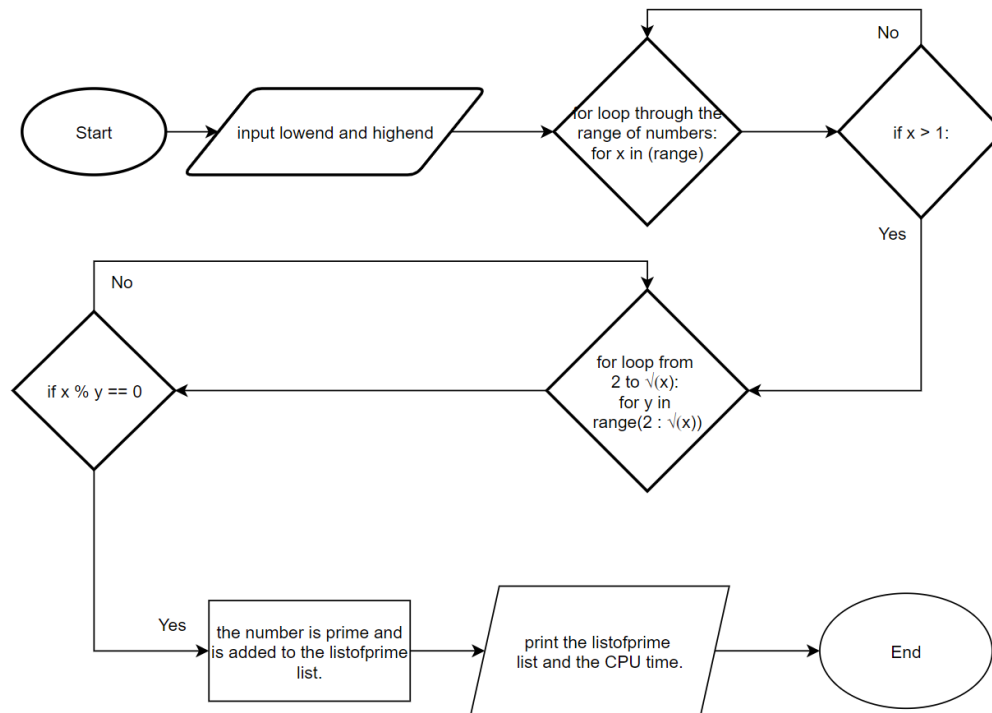 Start
input lowend and highend
for loop through the
range of numbers:
for x in (range)
No
if x > 1:
Yes
No
if x % y == 0
for loop from
2 to √(x):
for y in
range(2 : √(x))
Yes
the number is prime and
is added to the listofprime
list.
print the listofprime
list and the CPU time.
End